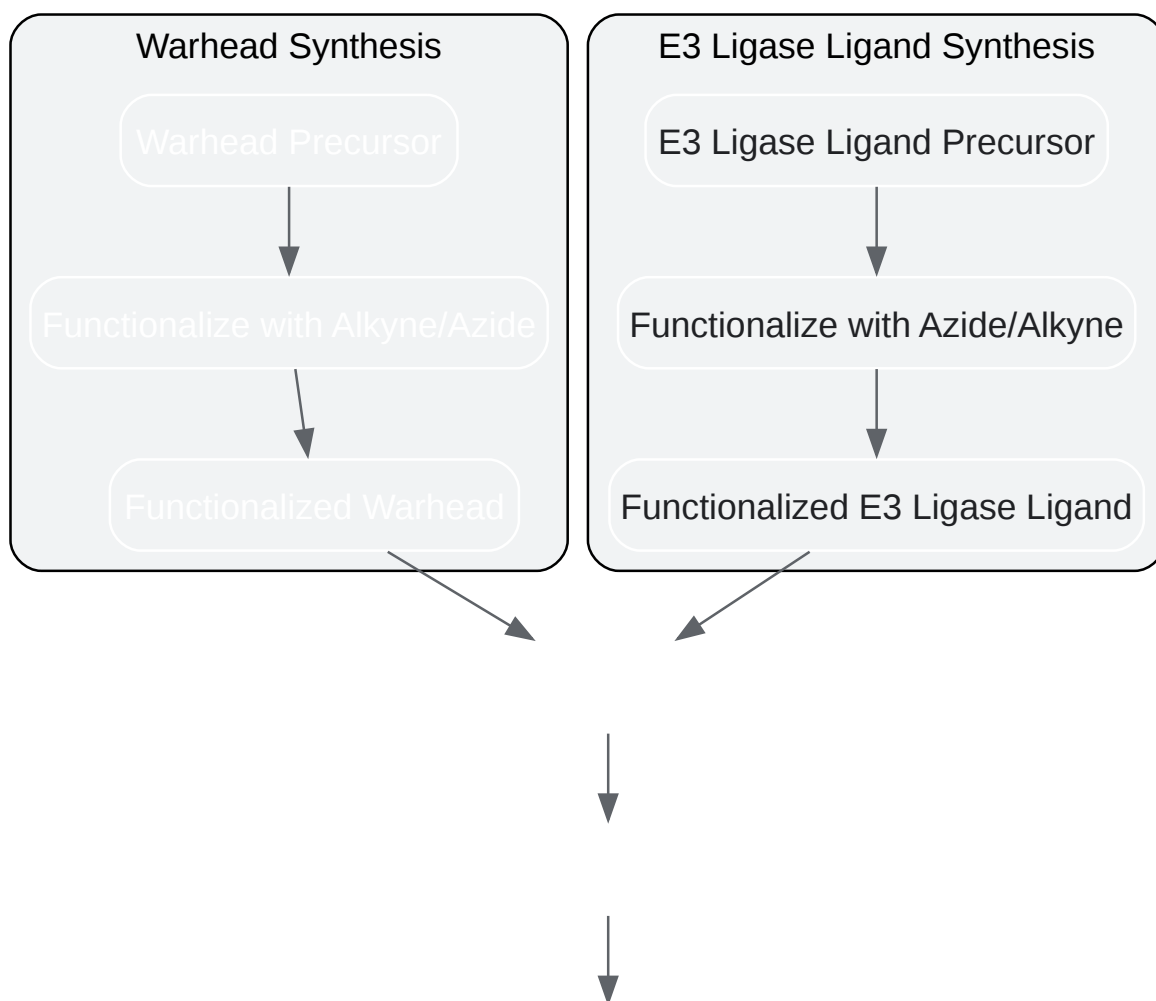 Warhead Synthesis
Warhead Precursor
Functionalize with Alkyne/Azide
Functionalized Warhead
E3 Ligase Ligand Synthesis
E3 Ligase Ligand Precursor
Functionalize with Azide/Alkyne
Functionalized E3 Ligase Ligand